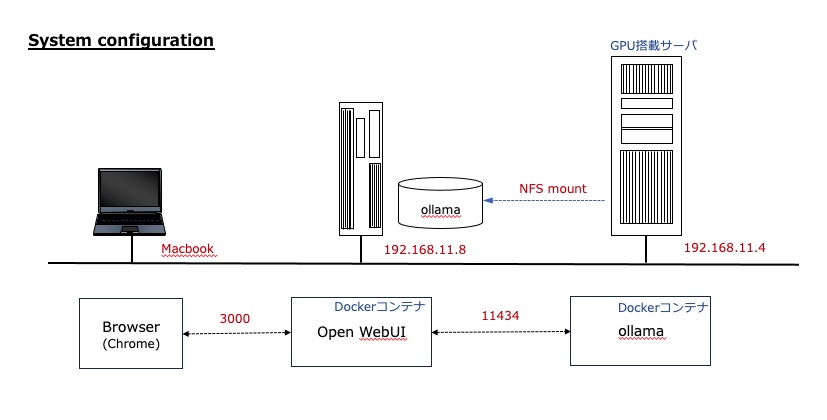 System configuration
GPU搭載サーバ
NFS mount
ollama
Macbook
192.168.11.8
192.168.11.4
Browser
(Chrome)
3000
Dockerコンテナ
Open WebUI
11434
Dockerコンテナ
ollama